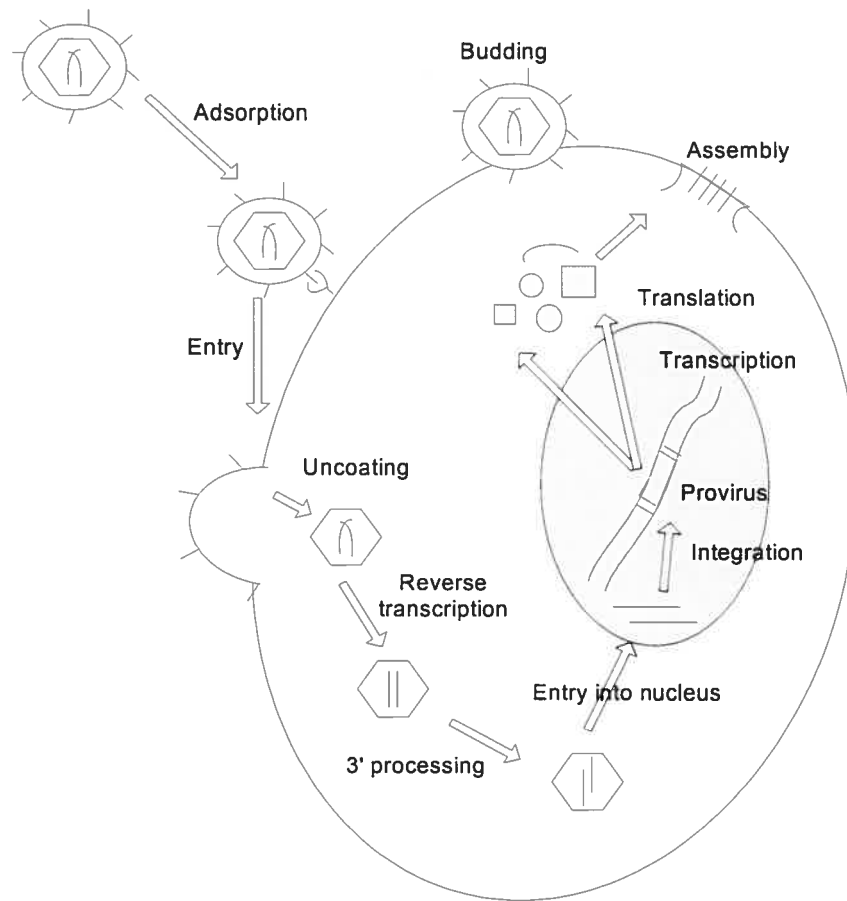 Budding
Adsorption
Assembly
Translation
Entry
Transcription
Uncoating
Provirus
Integration
Reverse
transcription
Entry into nucleus
3' processing